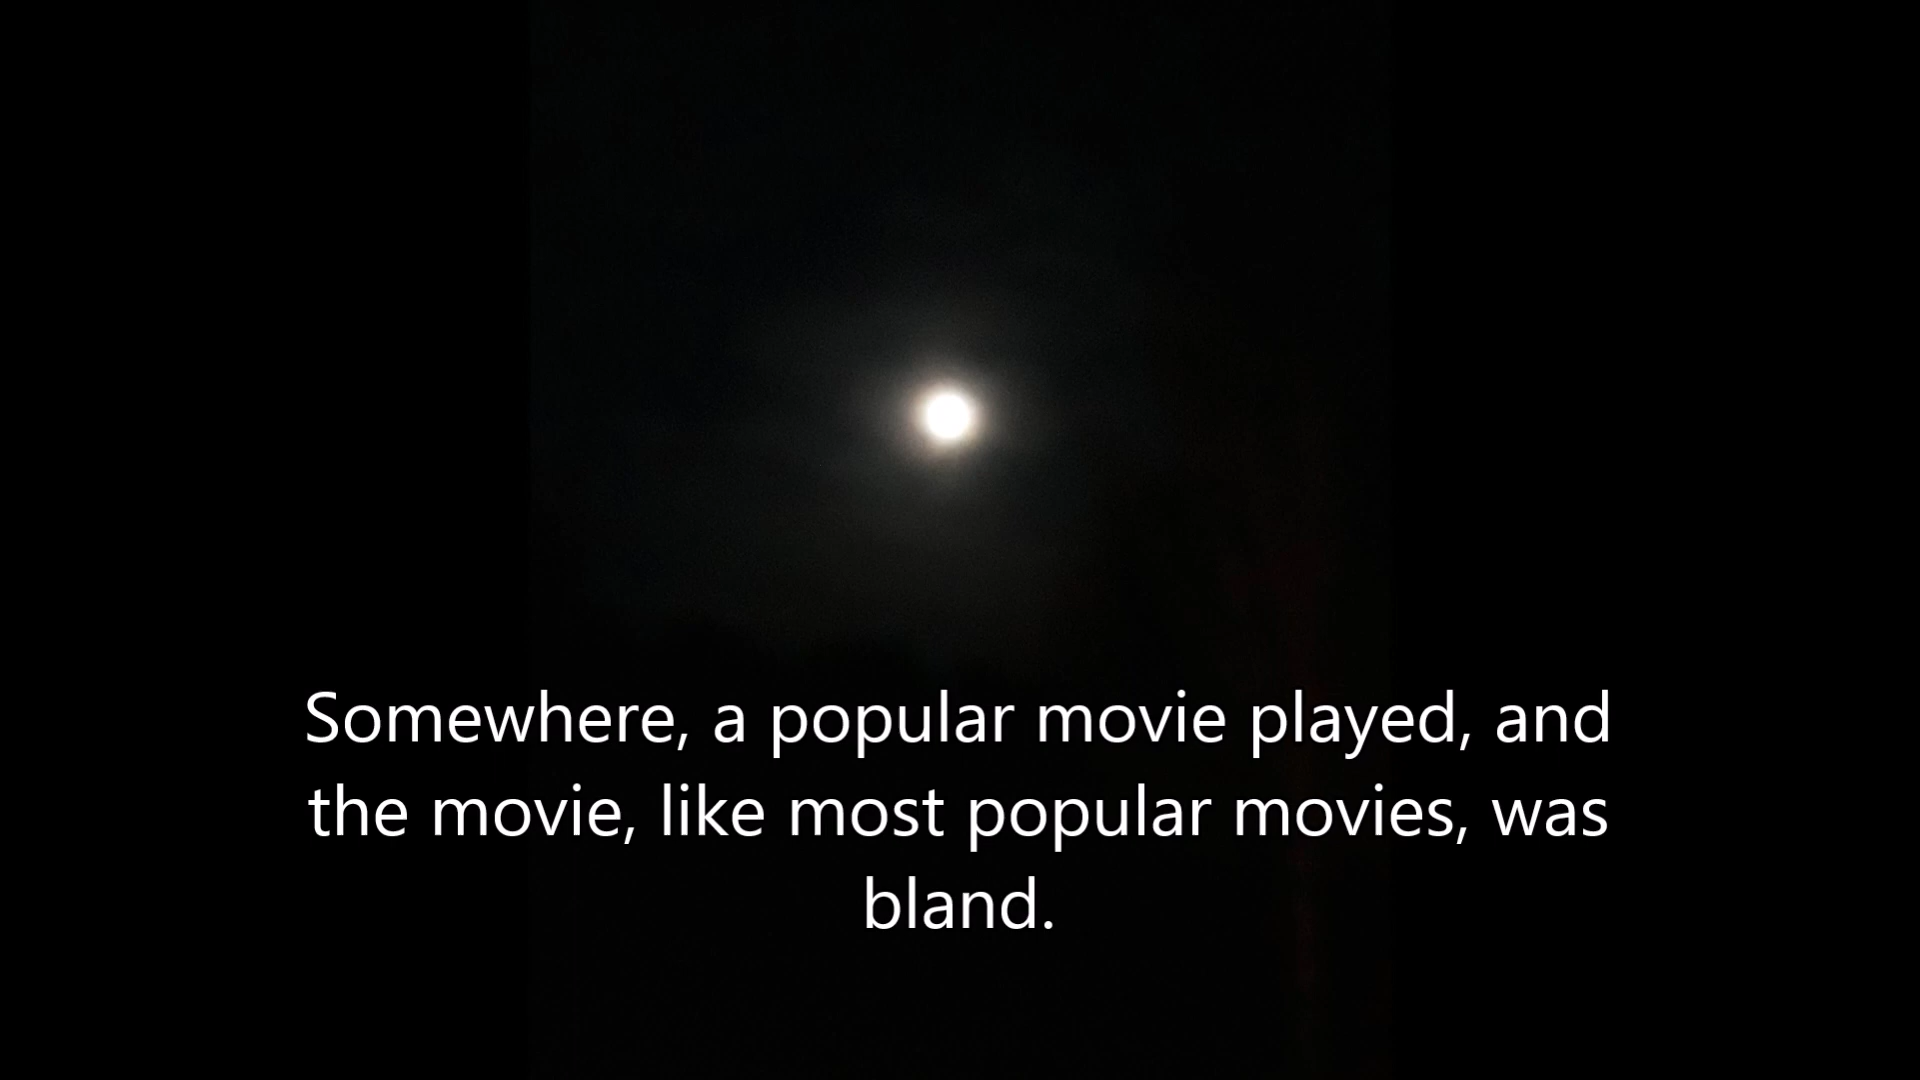 Somewhere, a popular movie played, and
the movie, like most popular movies, was
bland.